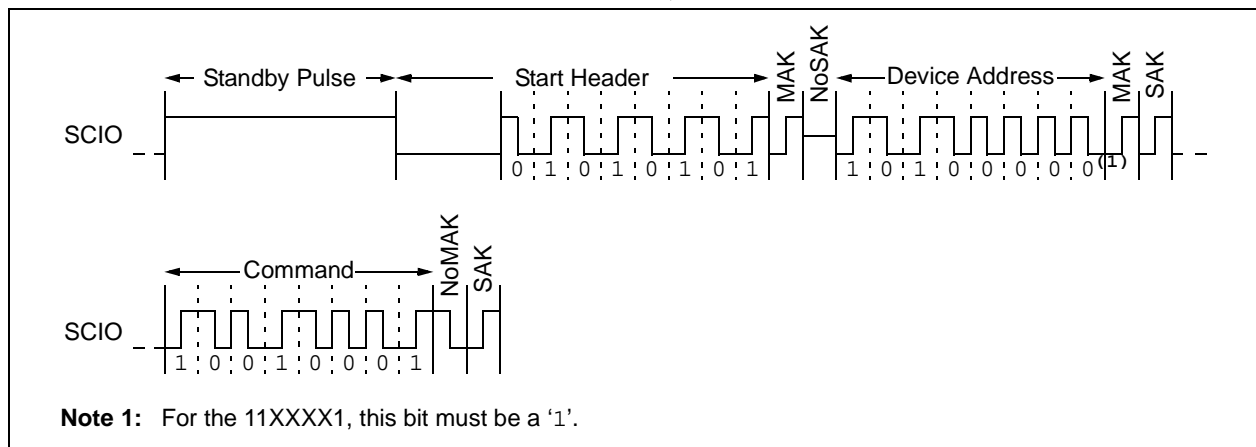 Standby Pulse Start Header MAK NoSAK Device Address MAK SAK
SCIO
0 1 0 1 0 1 0 1 1 0 1 0 0 0 0 0(1)
Command NoMAK SAK
SCIO
1 0 0 1 0 0 0 1
Note 1: For the 11XXXX1, this bit must be a ‘1’.